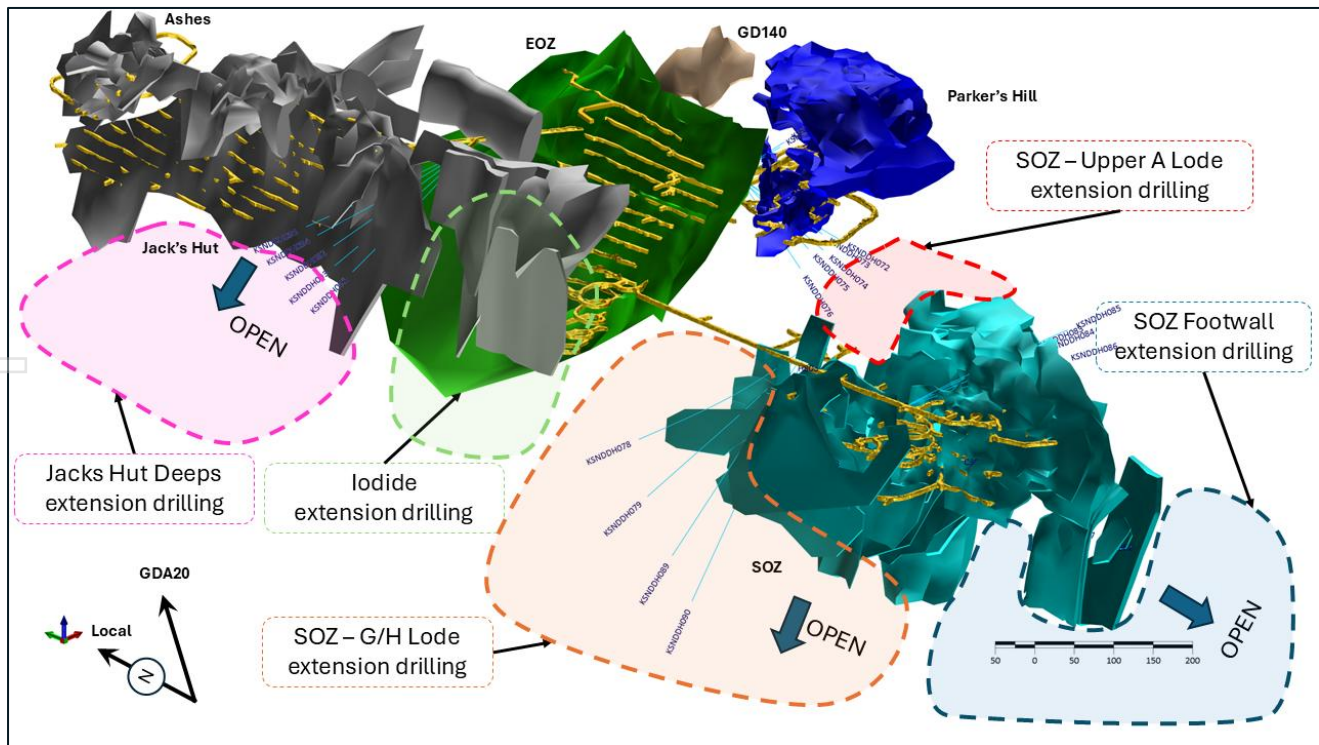 Ashes
EOZ
GD140
Parker's Hill
SOZ – Upper A Lode
extension drilling
KSNDDH072
KSNDDH074
KSNDDH075
KSNDDH076
Jack's Hut
OPEN
KSNDDH085
KSNDDH086
SOZ Footwall
extension drilling
KSNDDH078
KSNDDH079
KSNDDH089
KSNDDH090
Jacks Hut Deeps
extension drilling
Iodide
extension drilling
SOZ
OPEN
OPEN
GDA20
Local
N
SOZ – G/H Lode
extension drilling
50 0 50 100 150 200